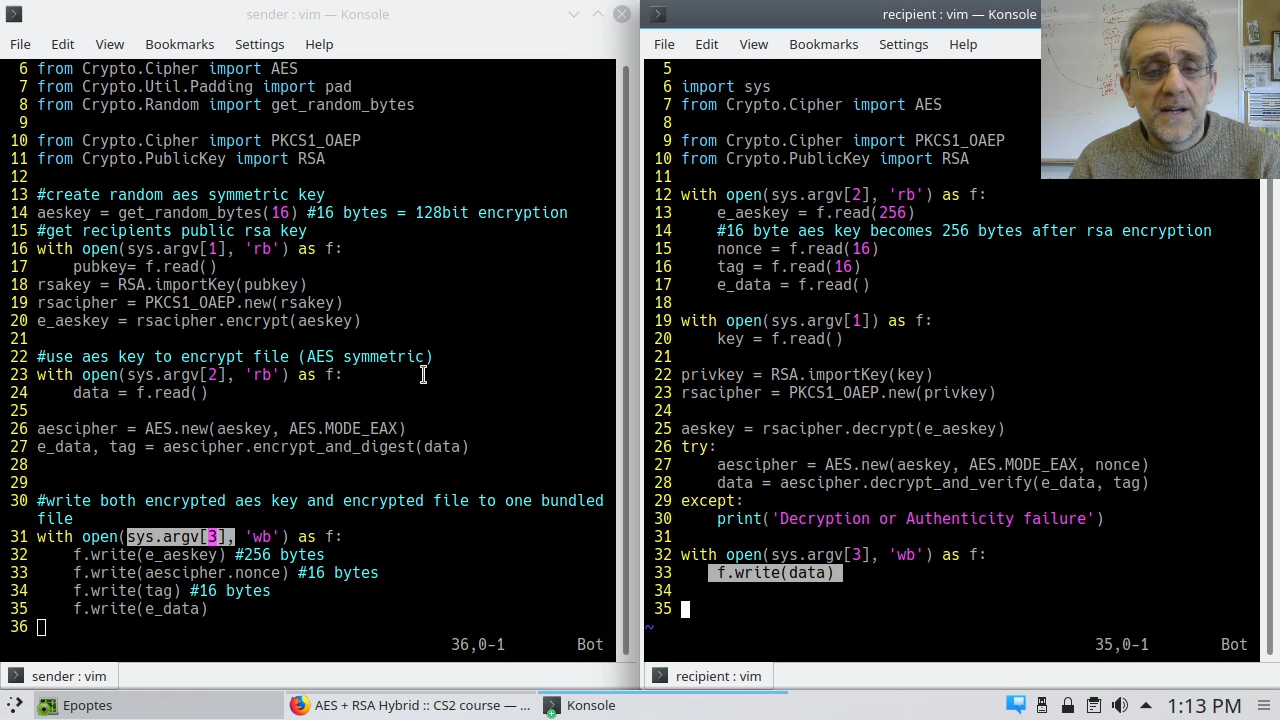 sender : vim — Konsole
File Edit View Bookmarks Settings Help
6 from Crypto.Cipher import AES
7 from Crypto.Util.Padding import pad
8 from Crypto.Random import get_random_bytes
9
10 from Crypto.Cipher import PKCS1_OAEP
11 from Crypto.PublicKey import RSA
12
13 #create random aes symmetric key
14 aeskey = get_random_bytes(16) #16 bytes = 128bit encryption
15 #get recipients public rsa key
16 with open(sys.argv[1], 'rb') as f:
17     pubkey= f.read()
18 rsakey = RSA.importKey(pubkey)
19 rsacipher = PKCS1_OAEP.new(rsakey)
20 e_aeskey = rsacipher.encrypt(aeskey)
21
22 #use aes key to encrypt file (AES symmetric)
23 with open(sys.argv[2], 'rb') as f:
24     data = f.read()
25
26 aescipher = AES.new(aeskey, AES.MODE_EAX)
27 e_data, tag = aescipher.encrypt_and_digest(data)
28
29
30 #write both encrypted aes key and encrypted file to one bundled
file
31 with open(sys.argv[3], 'wb') as f:
32     f.write(e_aeskey) #256 bytes
33     f.write(aescipher.nonce) #16 bytes
34     f.write(tag) #16 bytes
35     f.write(e_data)
36
36,0-1 Bot
sender : vim
recipient : vim — Konsole
File Edit View Bookmarks Settings Help
5
6 import sys
7 from Crypto.Cipher import AES
8
9 from Crypto.Cipher import PKCS1_OAEP
10 from Crypto.PublicKey import RSA
11
12 with open(sys.argv[2], 'rb') as f:
13     e_aeskey = f.read(256)
14     #16 byte aes key becomes 256 bytes after rsa encryption
15     nonce = f.read(16)
16     tag = f.read(16)
17     e_data = f.read()
18
19 with open(sys.argv[1]) as f:
20     key = f.read()
21
22 privkey = RSA.importKey(key)
23 rsacipher = PKCS1_OAEP.new(privkey)
24
25 aeskey = rsacipher.decrypt(e_aeskey)
26 try:
27     aescipher = AES.new(aeskey, AES.MODE_EAX, nonce)
28     data = aescipher.decrypt_and_verify(e_data, tag)
29 except:
30     print('Decryption or Authenticity failure')
31
32 with open(sys.argv[3], 'wb') as f:
33     f.write(data)
34
35
~
35,0-1 Bot
recipient : vim
Epoptes
AES + RSA Hybrid :: CS2 course — ...
Konsole
1:13 PM